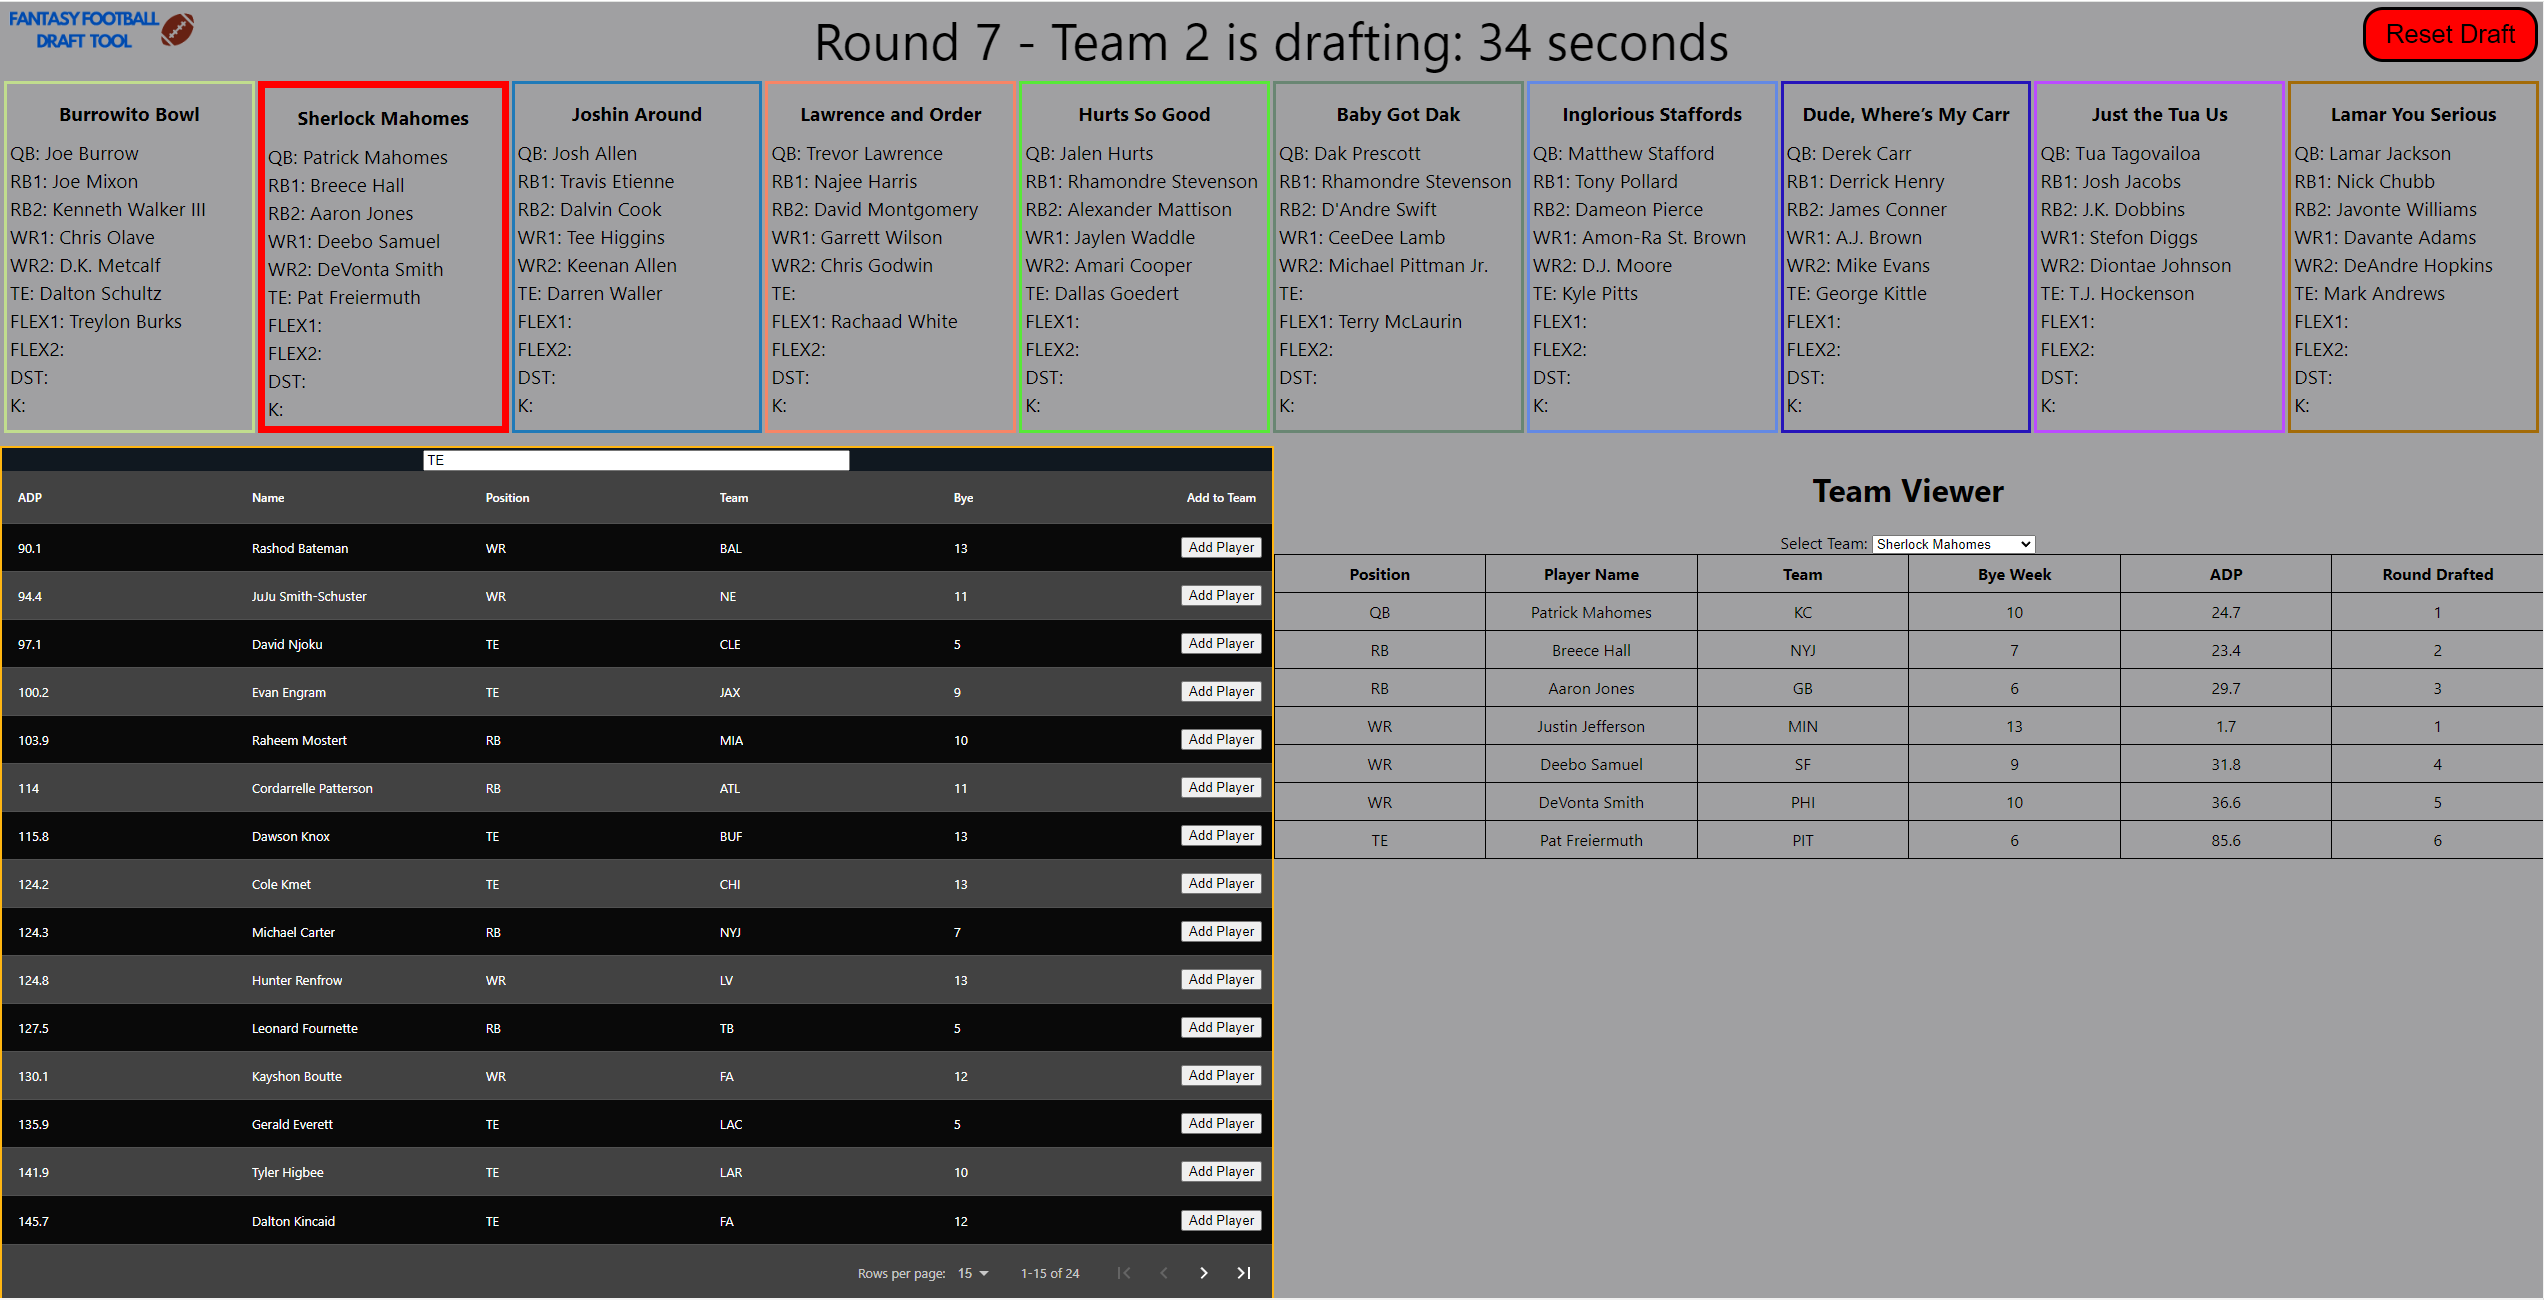 FANTASY FOOTBALL
DRAFT TOOL
Round 7 - Team 2 is drafting: 34 seconds
Reset Draft
Burrowito Bowl
QB: Joe Burrow
RB1: Joe Mixon
RB2: Kenneth Walker III
WR1: Chris Olave
WR2: D.K. Metcalf
TE: Dalton Schultz
FLEX1: Treylon Burks
FLEX2:
DST:
K:
Sherlock Mahomes
QB: Patrick Mahomes
RB1: Breece Hall
RB2: Aaron Jones
WR1: Deebo Samuel
WR2: DeVonta Smith
TE: Pat Freiermuth
FLEX1:
FLEX2:
DST:
K:
Joshin Around
QB: Josh Allen
RB1: Travis Etienne
RB2: Dalvin Cook
WR1: Tee Higgins
WR2: Keenan Allen
TE: Darren Waller
FLEX1:
FLEX2:
DST:
K:
Lawrence and Order
QB: Trevor Lawrence
RB1: Najee Harris
RB2: David Montgomery
WR1: Garrett Wilson
WR2: Chris Godwin
TE:
FLEX1: Rachaad White
FLEX2:
DST:
K:
Hurts So Good
QB: Jalen Hurts
RB1: Rhamondre Stevenson
RB2: Alexander Mattison
WR1: Jaylen Waddle
WR2: Amari Cooper
TE: Dallas Goedert
FLEX1:
FLEX2:
DST:
K:
Baby Got Dak
QB: Dak Prescott
RB1: Rhamondre Stevenson
RB2: D'Andre Swift
WR1: CeeDee Lamb
WR2: Michael Pittman Jr.
TE:
FLEX1: Terry McLaurin
FLEX2:
DST:
K:
Inglorious Staffords
QB: Matthew Stafford
RB1: Tony Pollard
RB2: Dameon Pierce
WR1: Amon-Ra St. Brown
WR2: D.J. Moore
TE: Kyle Pitts
FLEX1:
FLEX2:
DST:
K:
Dude, Where’s My Carr
QB: Derek Carr
RB1: Derrick Henry
RB2: James Conner
WR1: A.J. Brown
WR2: Mike Evans
TE: George Kittle
FLEX1:
FLEX2:
DST:
K:
Just the Tua Us
QB: Tua Tagovailoa
RB1: Josh Jacobs
RB2: J.K. Dobbins
WR1: Stefon Diggs
WR2: Diontae Johnson
TE: T.J. Hockenson
FLEX1:
FLEX2:
DST:
K:
Lamar You Serious
QB: Lamar Jackson
RB1: Nick Chubb
RB2: Javonte Williams
WR1: Davante Adams
WR2: DeAndre Hopkins
TE: Mark Andrews
FLEX1:
FLEX2:
DST:
K:
TE
ADP Name Position Team Bye Add to Team
90.1 Rashod Bateman WR BAL 13 Add Player
94.4 JuJu Smith-Schuster WR NE 11 Add Player
97.1 David Njoku TE CLE 5 Add Player
100.2 Evan Engram TE JAX 9 Add Player
103.9 Raheem Mostert RB MIA 10 Add Player
114 Cordarrelle Patterson RB ATL 11 Add Player
115.8 Dawson Knox TE BUF 13 Add Player
124.2 Cole Kmet TE CHI 13 Add Player
124.3 Michael Carter RB NYJ 7 Add Player
124.8 Hunter Renfrow WR LV 13 Add Player
127.5 Leonard Fournette RB TB 5 Add Player
130.1 Kayshon Boutte WR FA 12 Add Player
135.9 Gerald Everett TE LAC 5 Add Player
141.9 Tyler Higbee TE LAR 10 Add Player
145.7 Dalton Kincaid TE FA 12 Add Player
Rows per page: 15 1-15 of 24
Team Viewer
Select Team: Sherlock Mahomes
Position Player Name Team Bye Week ADP Round Drafted
QB Patrick Mahomes KC 10 24.7 1
RB Breece Hall NYJ 7 23.4 2
RB Aaron Jones GB 6 29.7 3
WR Justin Jefferson MIN 13 1.7 1
WR Deebo Samuel SF 9 31.8 4
WR DeVonta Smith PHI 10 36.6 5
TE Pat Freiermuth PIT 6 85.6 6